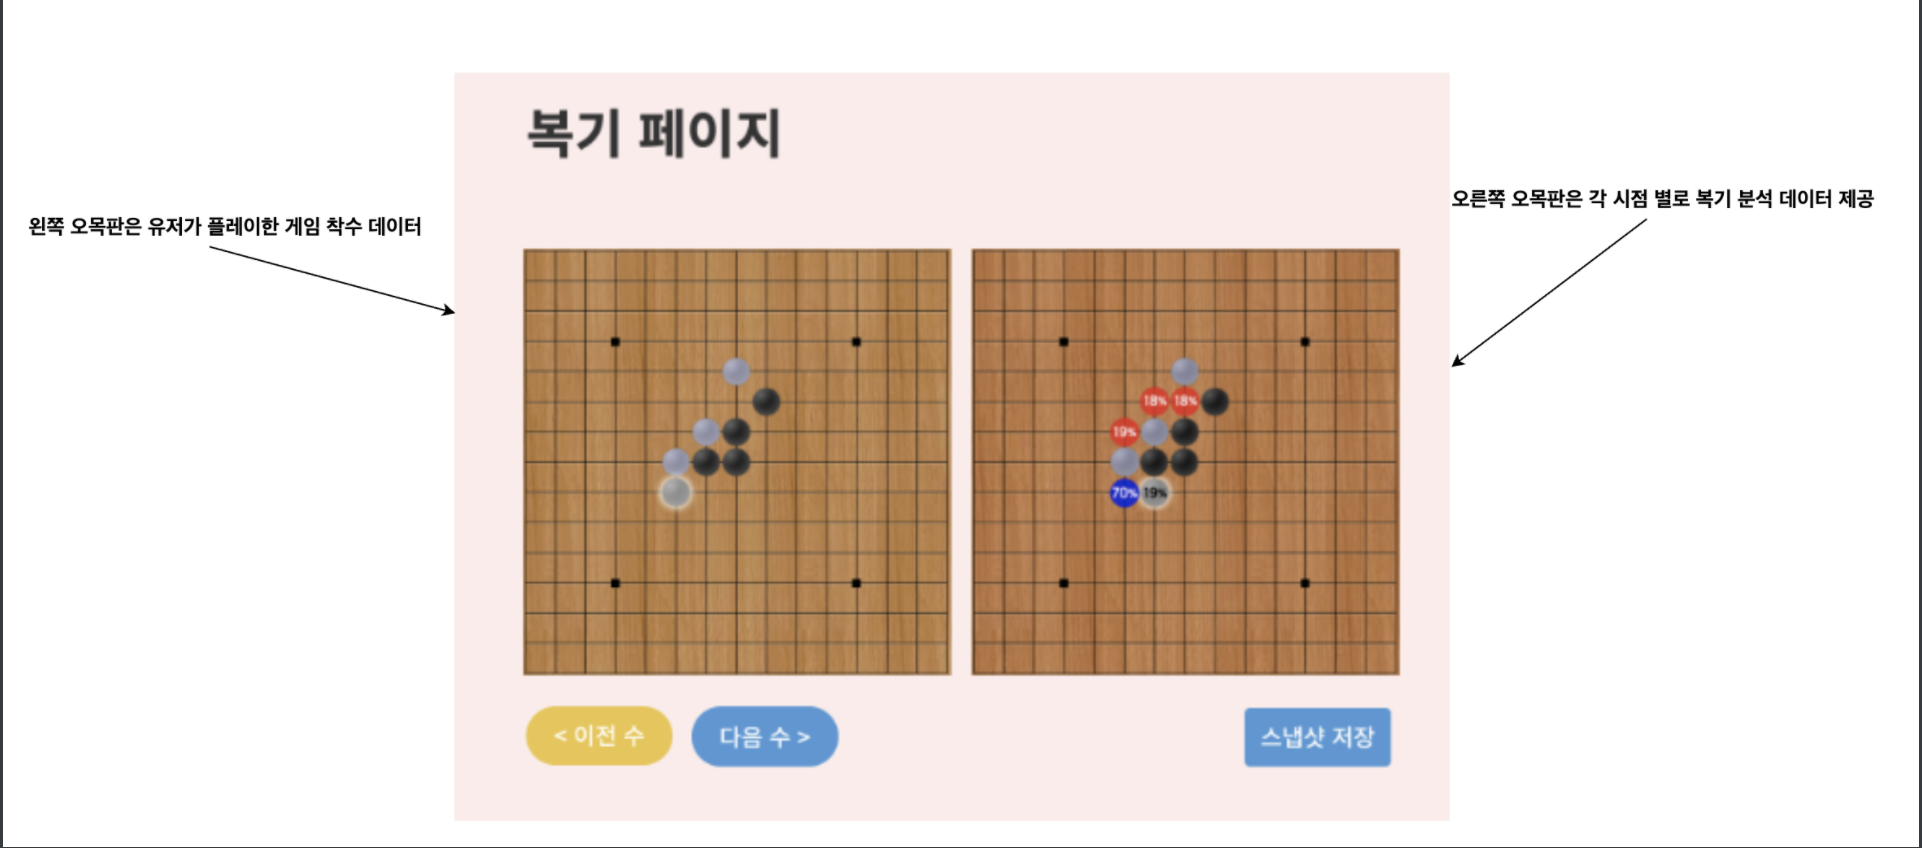 복기 페이지
왼쪽 오목판은 유저가 플레이한 게임 착수 데이터
오른쪽 오목판은 각 시점 별로 복기 분석 데이터 제공
18% 18%
19%
70% 19%
< 이전 수
다음 수 >
스냅샷 저장